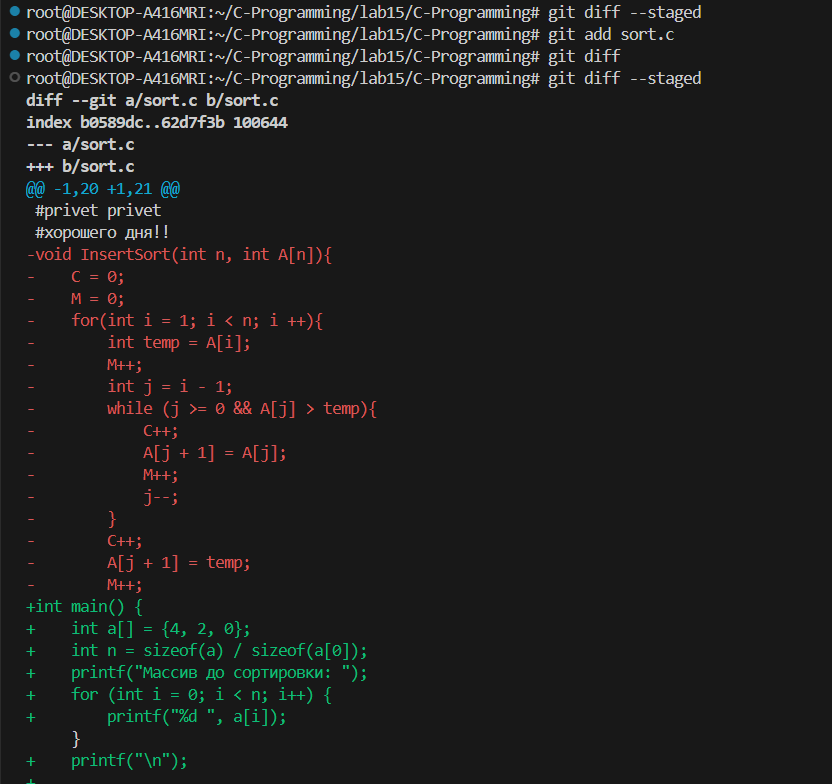 root@DESKTOP-A416MRI:~/C-Programming/lab15/C-Programming# git diff --staged
root@DESKTOP-A416MRI:~/C-Programming/lab15/C-Programming# git add sort.c
root@DESKTOP-A416MRI:~/C-Programming/lab15/C-Programming# git diff
root@DESKTOP-A416MRI:~/C-Programming/lab15/C-Programming# git diff --staged
diff --git a/sort.c b/sort.c
index b0589dc..62d7f3b 100644
--- a/sort.c
+++ b/sort.c
@@ -1,20 +1,21 @@
 #privet privet
 #хорошего дня!!
-void InsertSort(int n, int A[n]){
-    C = 0;
-    M = 0;
-    for(int i = 1; i < n; i ++){
-        int temp = A[i];
-        M++;
-        int j = i - 1;
-        while (j >= 0 && A[j] > temp){
-            C++;
-            A[j + 1] = A[j];
-            M++;
-            j--;
-        }
-        C++;
-        A[j + 1] = temp;
-        M++;
+int main() {
+    int a[] = {4, 2, 0};
+    int n = sizeof(a) / sizeof(a[0]);
+    printf("Массив до сортировки: ");
+    for (int i = 0; i < n; i++) {
+        printf("%d ", a[i]);
     }
+    printf("\n");
+